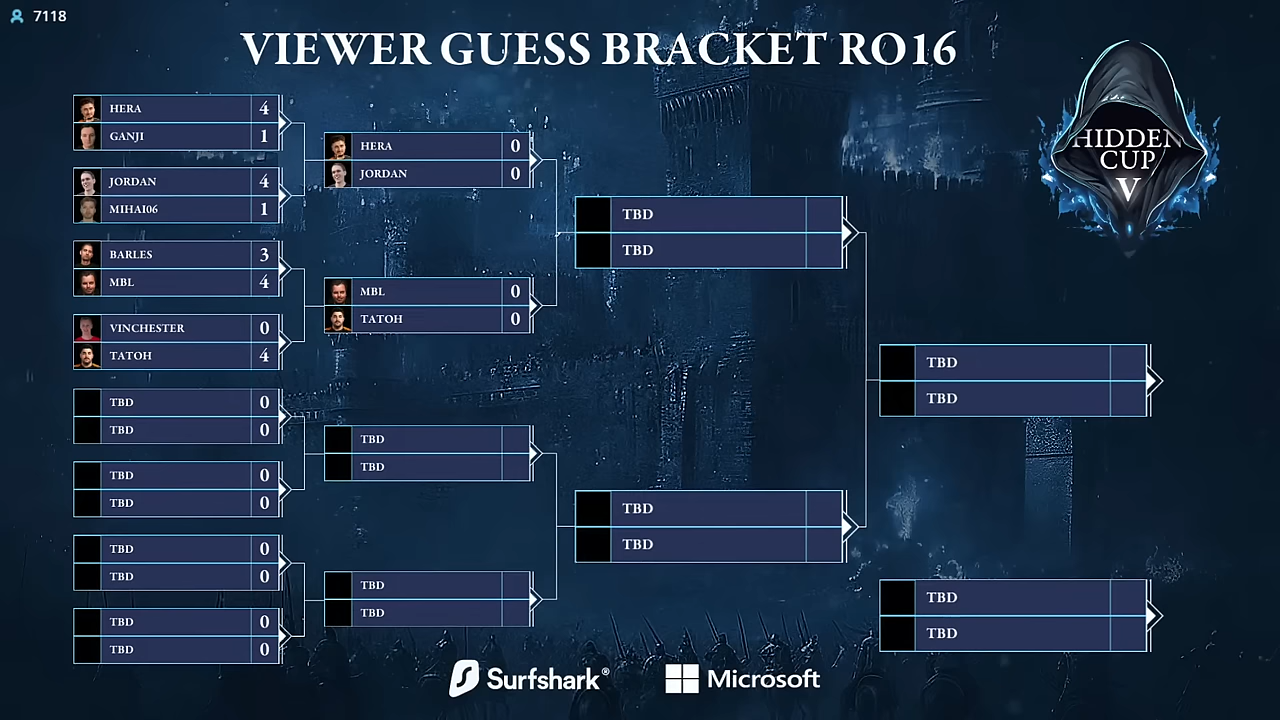 7118
VIEWER GUESS BRACKET RO16
HIDDEN
CUP
V
HERA 4
GANJI 1
JORDAN 4
MIHAI06 1
BARLES 3
MBL 4
VINCHESTER 0
TATOH 4
TBD 0
TBD 0
TBD 0
TBD 0
TBD 0
TBD 0
TBD 0
TBD 0
HERA 0
JORDAN 0
MBL 0
TATOH 0
TBD
TBD
TBD
TBD
TBD
TBD
TBD
TBD
TBD
TBD
TBD
TBD
Surfshark®
Microsoft